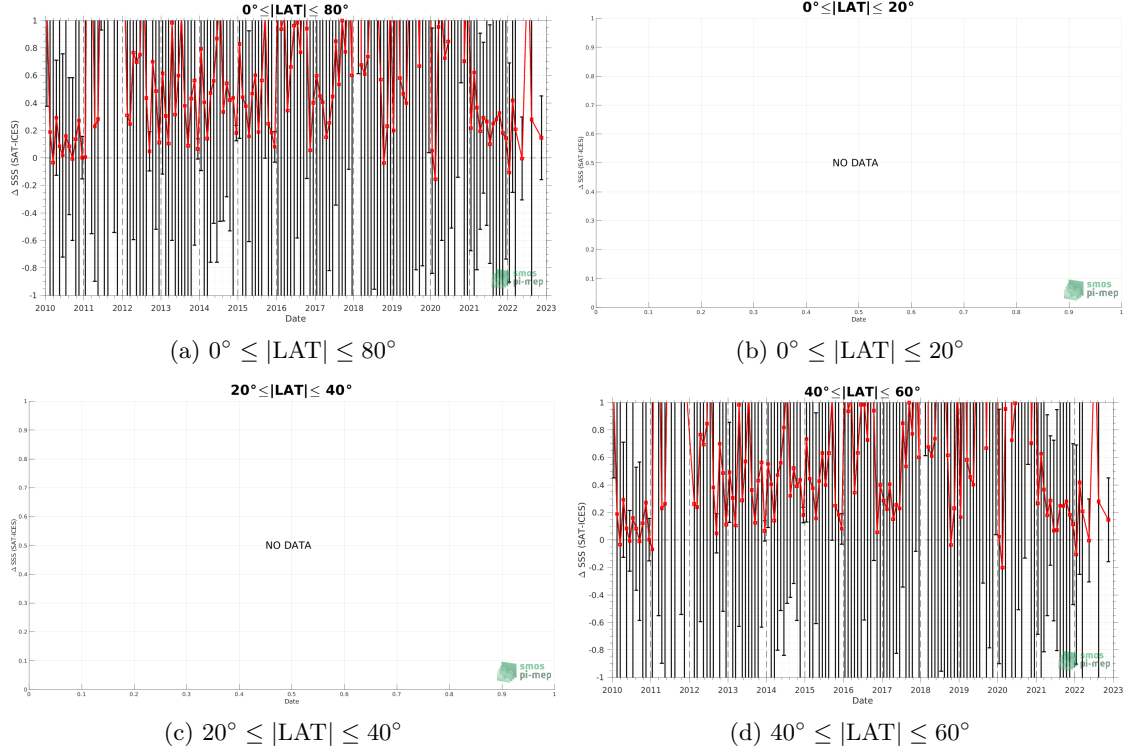 0°≤|LAT|≤ 80°
Δ SSS (SAT-ICES)
1
0.8
0.6
0.4
0.2
0
-0.2
-0.4
-0.6
-0.8
-1
smos
pi-mep
2010 2011 2012 2013 2014 2015 2016 2017 2018 2019 2020 2021 2022 2023
Date
(a) 0° ≤ |LAT| ≤ 80°
0°≤|LAT|≤ 20°
Δ SSS (SAT-ICES)
1
0.9
0.8
0.7
0.6
0.5
0.4
0.3
0.2
0.1
0
NO DATA
smos
pi-mep
0 0.1 0.2 0.3 0.4 0.5 0.6 0.7 0.8 0.9 1
Date
(b) 0° ≤ |LAT| ≤ 20°
20°≤|LAT|≤ 40°
Δ SSS (SAT-ICES)
1
0.9
0.8
0.7
0.6
0.5
0.4
0.3
0.2
0.1
0
NO DATA
smos
pi-mep
0 0.1 0.2 0.3 0.4 0.5 0.6 0.7 0.8 0.9 1
Date
(c) 20° ≤ |LAT| ≤ 40°
40°≤|LAT|≤ 60°
Δ SSS (SAT-ICES)
1
0.8
0.6
0.4
0.2
0
-0.2
-0.4
-0.6
-0.8
-1
smos
pi-mep
2010 2011 2012 2013 2014 2015 2016 2017 2018 2019 2020 2021 2022 2023
Date
(d) 40° ≤ |LAT| ≤ 60°